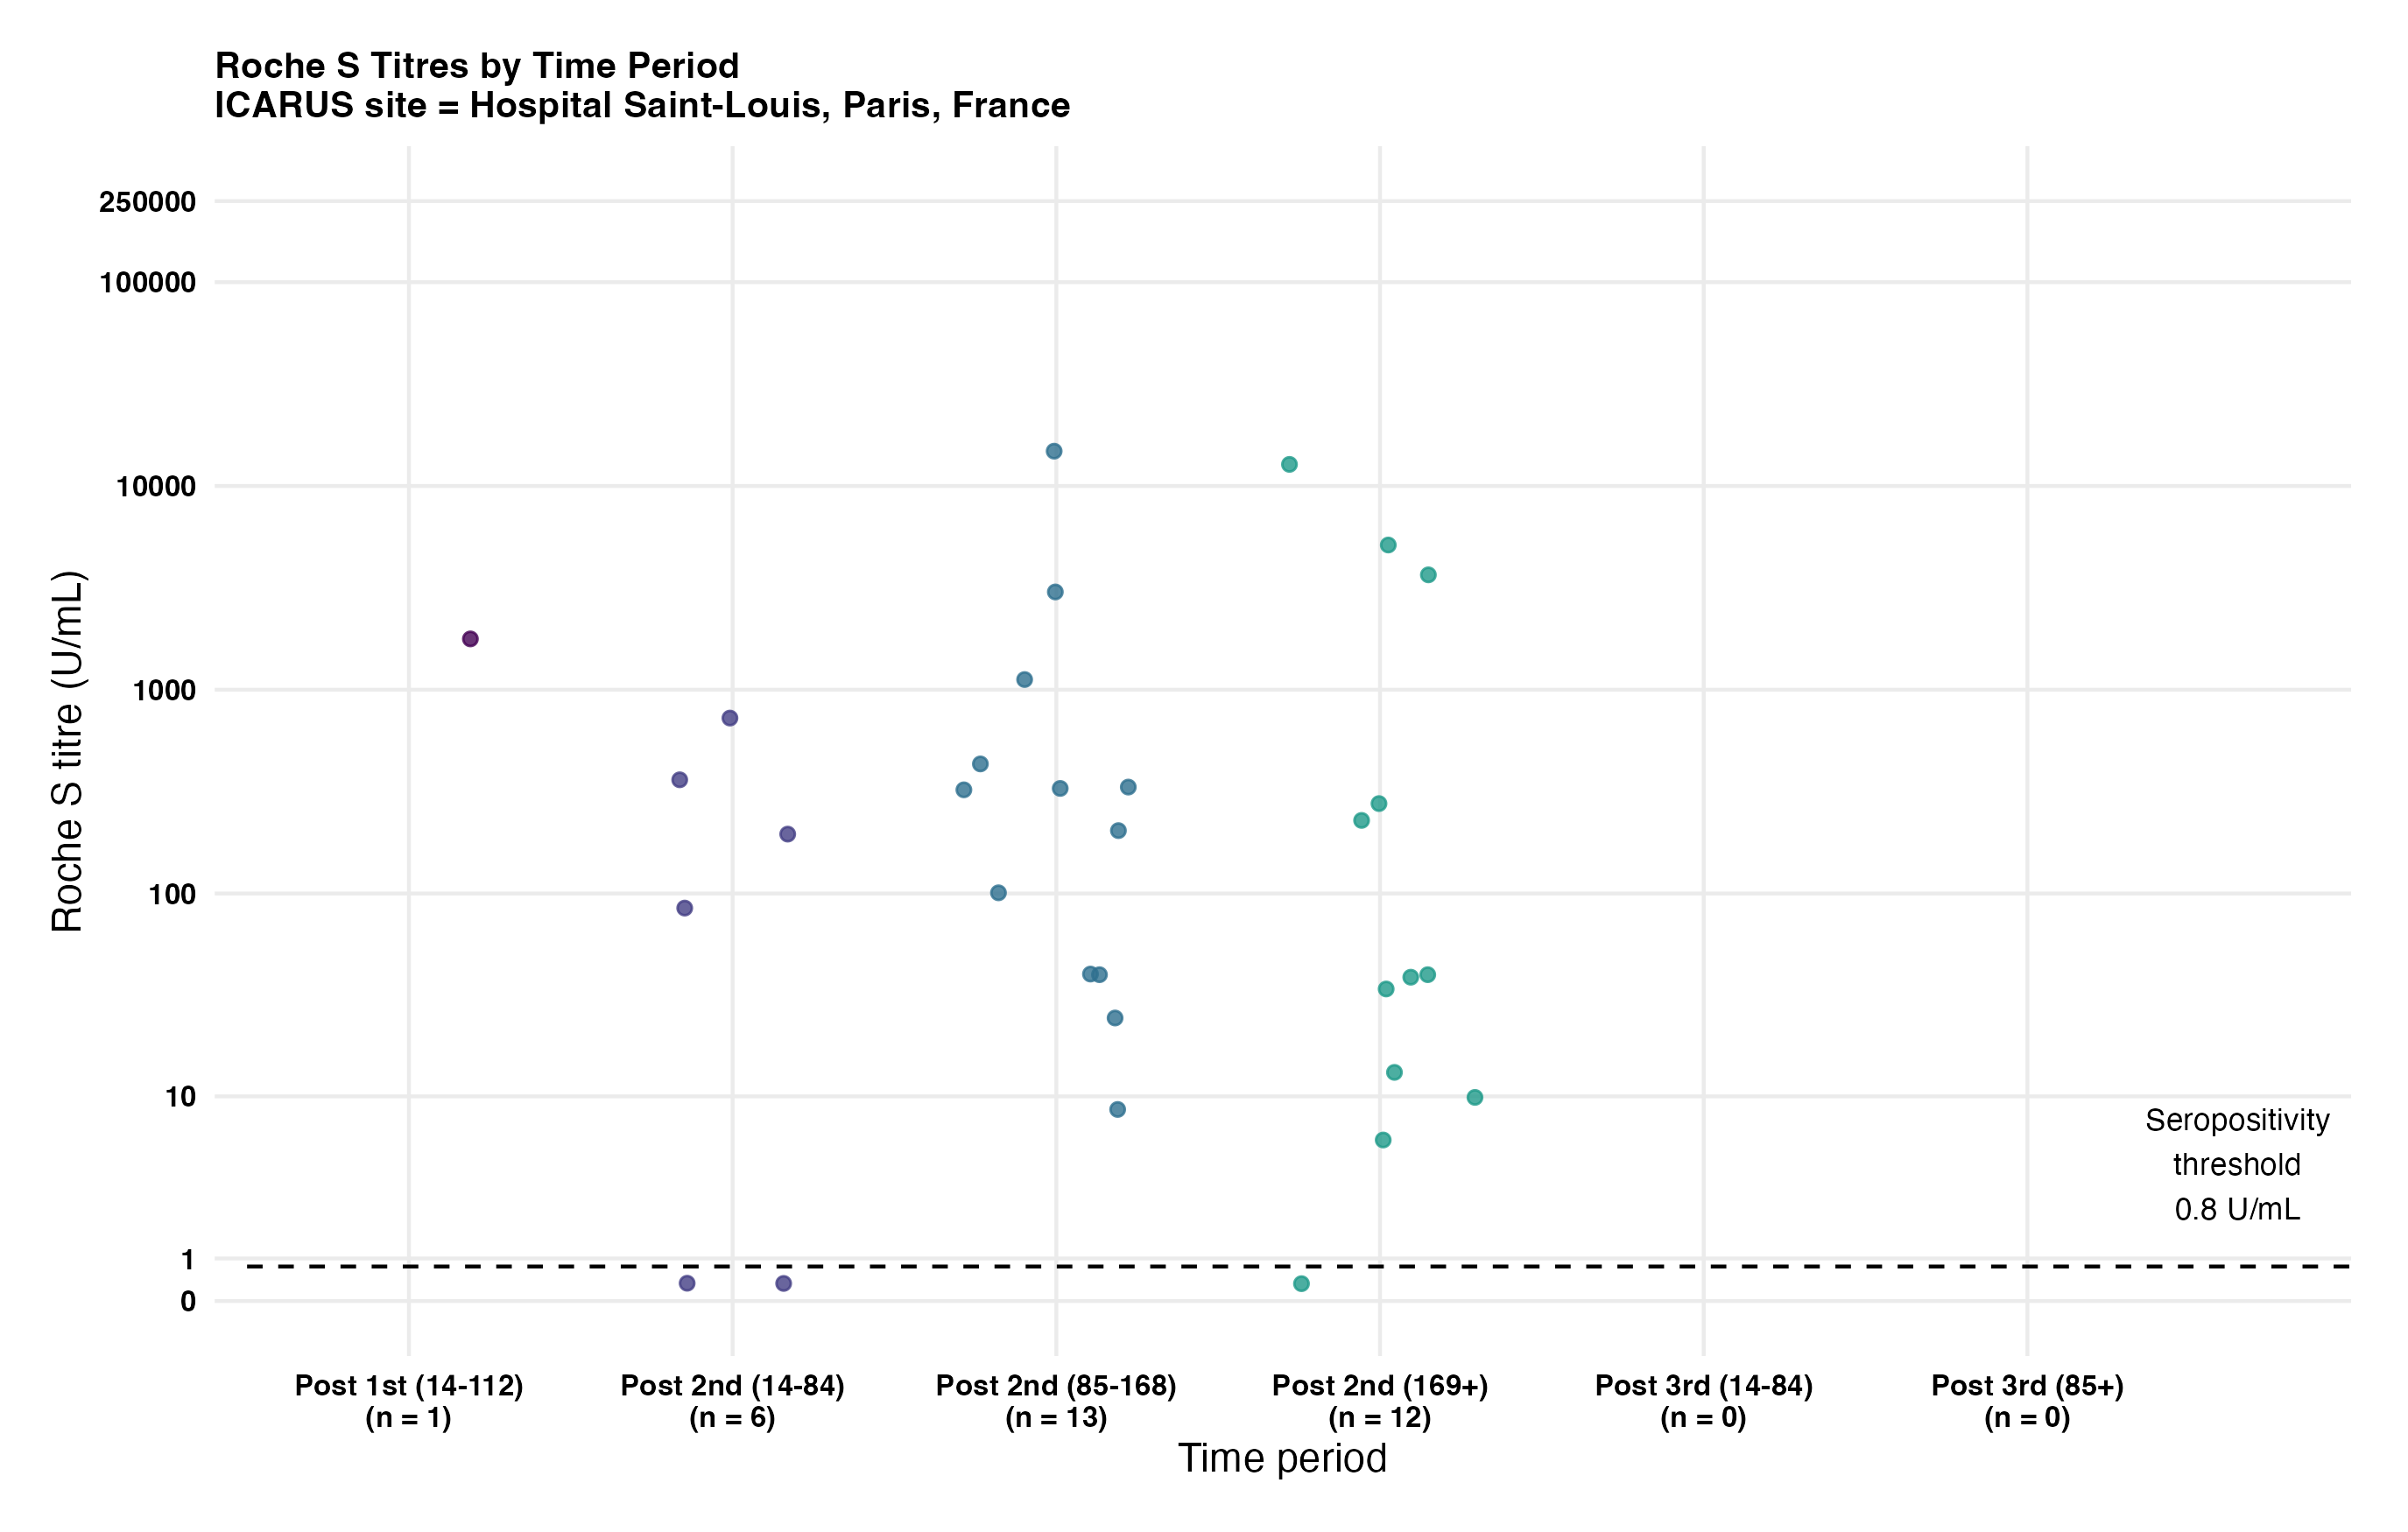 Roche S Titres by Time Period
ICARUS site = Hospital Saint-Louis, Paris, France
Roche S titre (U/mL)
250000
100000
10000
1000
100
10
1
0
Seropositivity
threshold
0.8 U/mL
Post 1st (14-112)
(n = 1)
Post 2nd (14-84)
(n = 6)
Post 2nd (85-168)
(n = 13)
Post 2nd (169+)
(n = 12)
Post 3rd (14-84)
(n = 0)
Post 3rd (85+)
(n = 0)
Time period